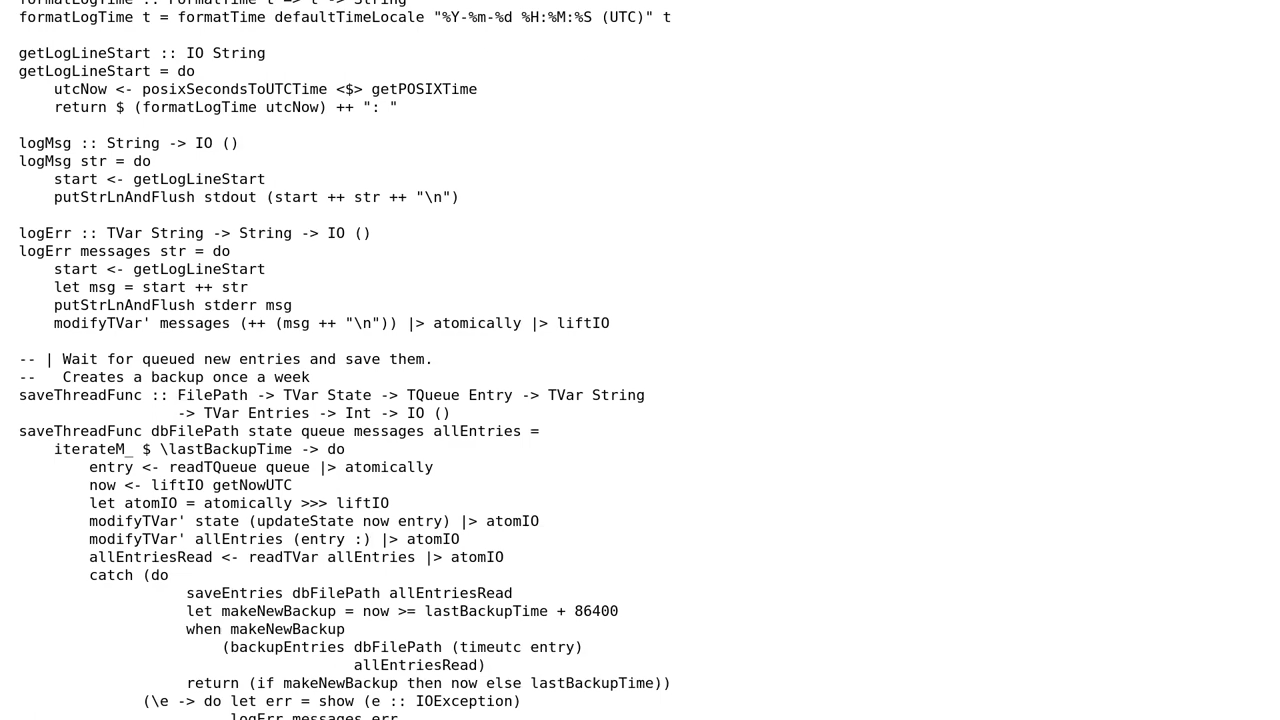 formatLogTime :: FormatTime t => t -> String
formatLogTime t = formatTime defaultTimeLocale "%Y-%m-%d %H:%M:%S (UTC)" t

getLogLineStart :: IO String
getLogLineStart = do
    utcNow <- posixSecondsToUTCTime <$> getPOSIXTime
    return $ (formatLogTime utcNow) ++ ": "

logMsg :: String -> IO ()
logMsg str = do
    start <- getLogLineStart
    putStrLnAndFlush stdout (start ++ str ++ "\n")

logErr :: TVar String -> String -> IO ()
logErr messages str = do
    start <- getLogLineStart
    let msg = start ++ str
    putStrLnAndFlush stderr msg
    modifyTVar' messages (++ (msg ++ "\n")) |> atomically |> liftIO

-- | Wait for queued new entries and save them.
--   Creates a backup once a week
saveThreadFunc :: FilePath -> TVar State -> TQueue Entry -> TVar String
                  -> TVar Entries -> Int -> IO ()
saveThreadFunc dbFilePath state queue messages allEntries =
    iterateM_ $ \lastBackupTime -> do
        entry <- readTQueue queue |> atomically
        now <- liftIO getNowUTC
        let atomIO = atomically >>> liftIO
        modifyTVar' state (updateState now entry) |> atomIO
        modifyTVar' allEntries (entry :) |> atomIO
        allEntriesRead <- readTVar allEntries |> atomIO
        catch (do
                   saveEntries dbFilePath allEntriesRead
                   let makeNewBackup = now >= lastBackupTime + 86400
                   when makeNewBackup
                       (backupEntries dbFilePath (timeutc entry)
                                      allEntriesRead)
                   return (if makeNewBackup then now else lastBackupTime))
              (\e -> do let err = show (e :: IOException)
                        logErr messages err